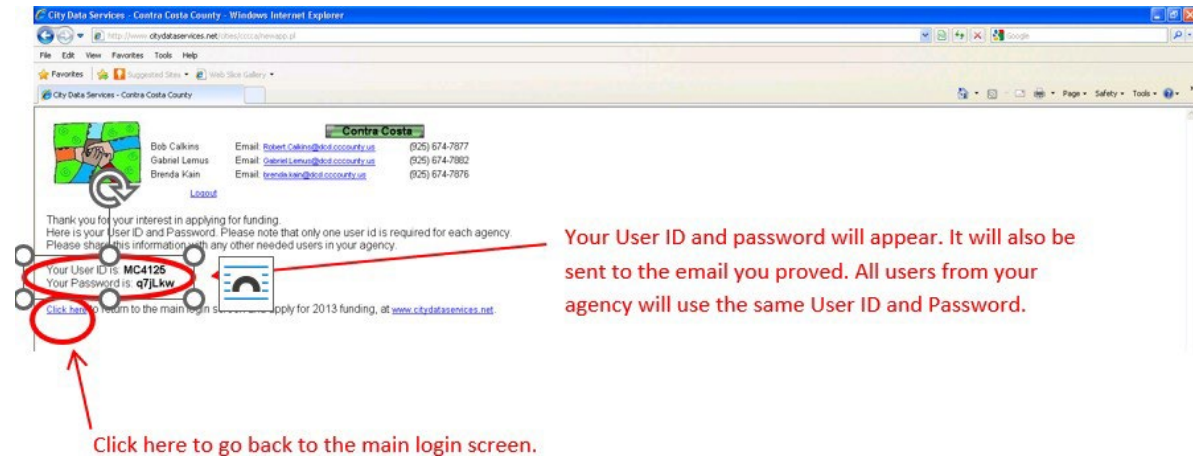 City Data Services - Contra Costa County - Windows Internet Explorer
http://www.citydataservices.net/cities/cccca/newapp.pl
Google
File Edit View Favorites Tools Help
Favorites Suggested Sites Web Slice Gallery
City Data Services - Contra Costa County
Page Safety Tools
Contra Costa
Bob Calkins Email: Robert.Calkins@dcd.cccounty.us (925) 674-7877
Gabriel Lemus Email: Gabriel.Lemus@dcd.cccounty.us (925) 674-7882
Brenda Kain Email: brenda.kain@dcd.cccounty.us (925) 674-7876
Logout
Thank you for your interest in applying for funding.
Here is your User ID and Password. Please note that only one user id is required for each agency.
Please share this information with any other needed users in your agency.
Your User ID is: MC4125
Your Password is: q7jLkw
Click here to return to the main login apply for 2013 funding, at www.citydataservices.net.
Your User ID and password will appear. It will also be
sent to the email you proved. All users from your
agency will use the same User ID and Password.
Click here to go back to the main login screen.